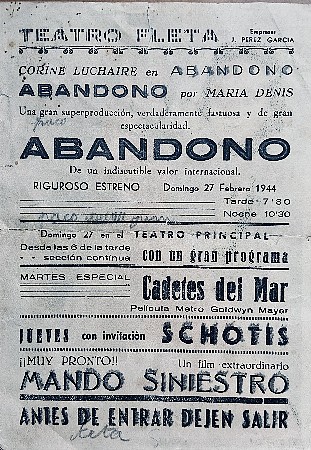 TEATRO FLETA
Empresa:
J. PEREZ GARCIA
CORINE LUCHAIRE en ABANDONO
ABANDONO por MARIA DENIS
Una gran superproducción, verdaderamente fastuosa y de gran
espectacularidad.
paco
ABANDONO
De un indiscutible valor internacional.
RIGUROSO ESTRENO Domingo 27 Febrero 1944
Tarde 7'30
Noche 10'30
paco
Domingo 27 en el TEATRO PRINCIPAL
Desde las 6 de la tarde
sección continua
con un gran programa
MARTES ESPECIAL
Cadetes del Mar
Película Metro Goldwyn Mayer
JUEVES con invitación SCHOTIS
¡¡MUY PRONTO!! Un film extraordinario
MANDO SINIESTRO
ANTES DE ENTRAR DEJEN SALIR